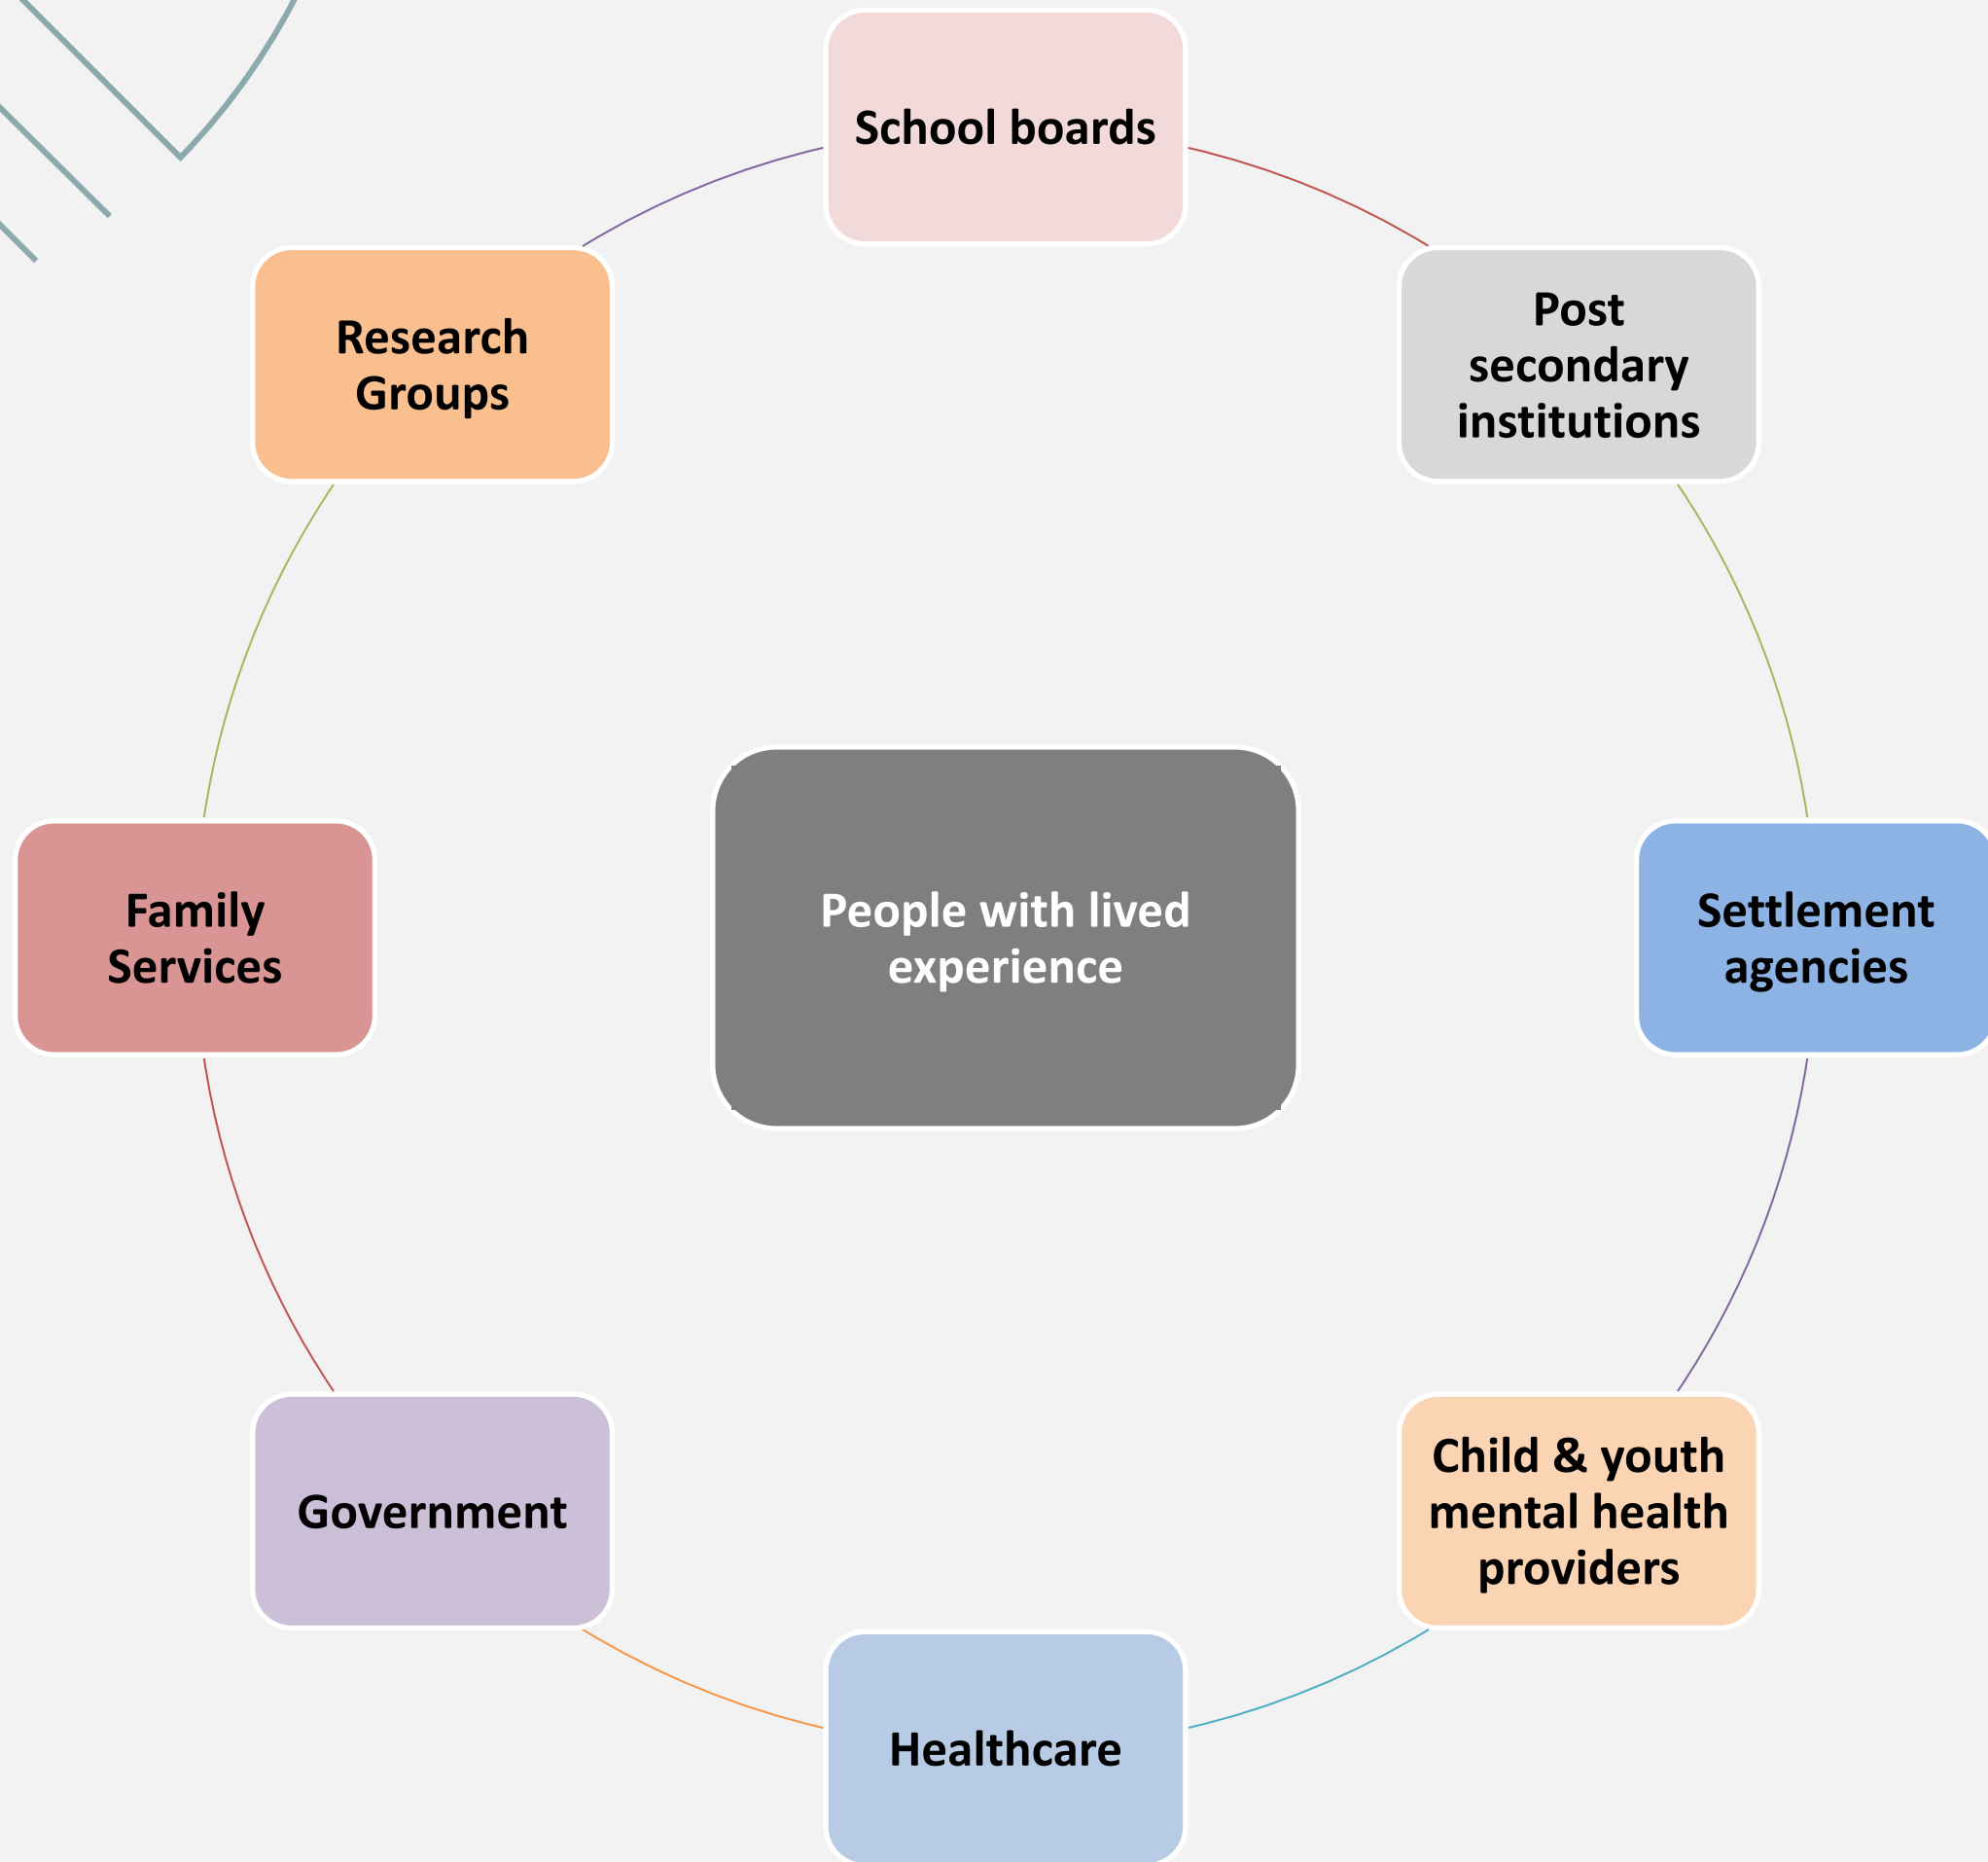 School boards
Post
secondary
institutions
Research
Groups
People with lived
experience
Family
Services
Settlement
agencies
Child & youth
mental health
providers
Government
Healthcare